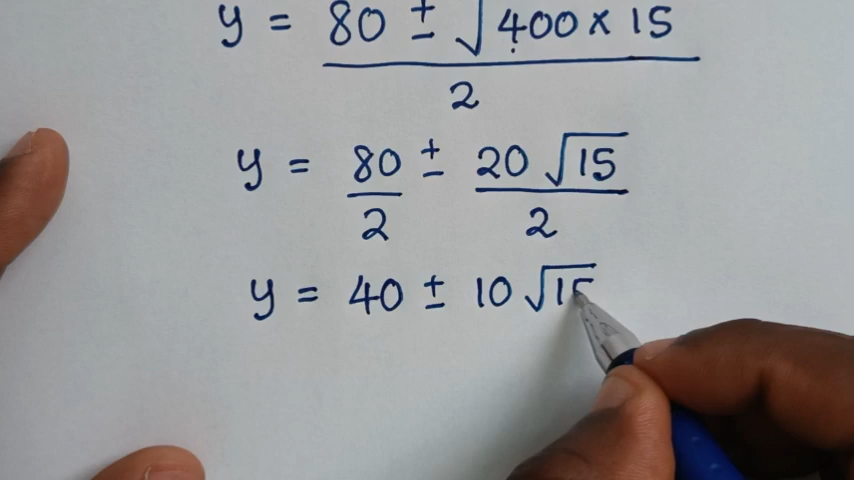 y = 80 ± √400 × 15
2
y = 80 ± 20 √15
2 2
y = 40 ± 10 √15